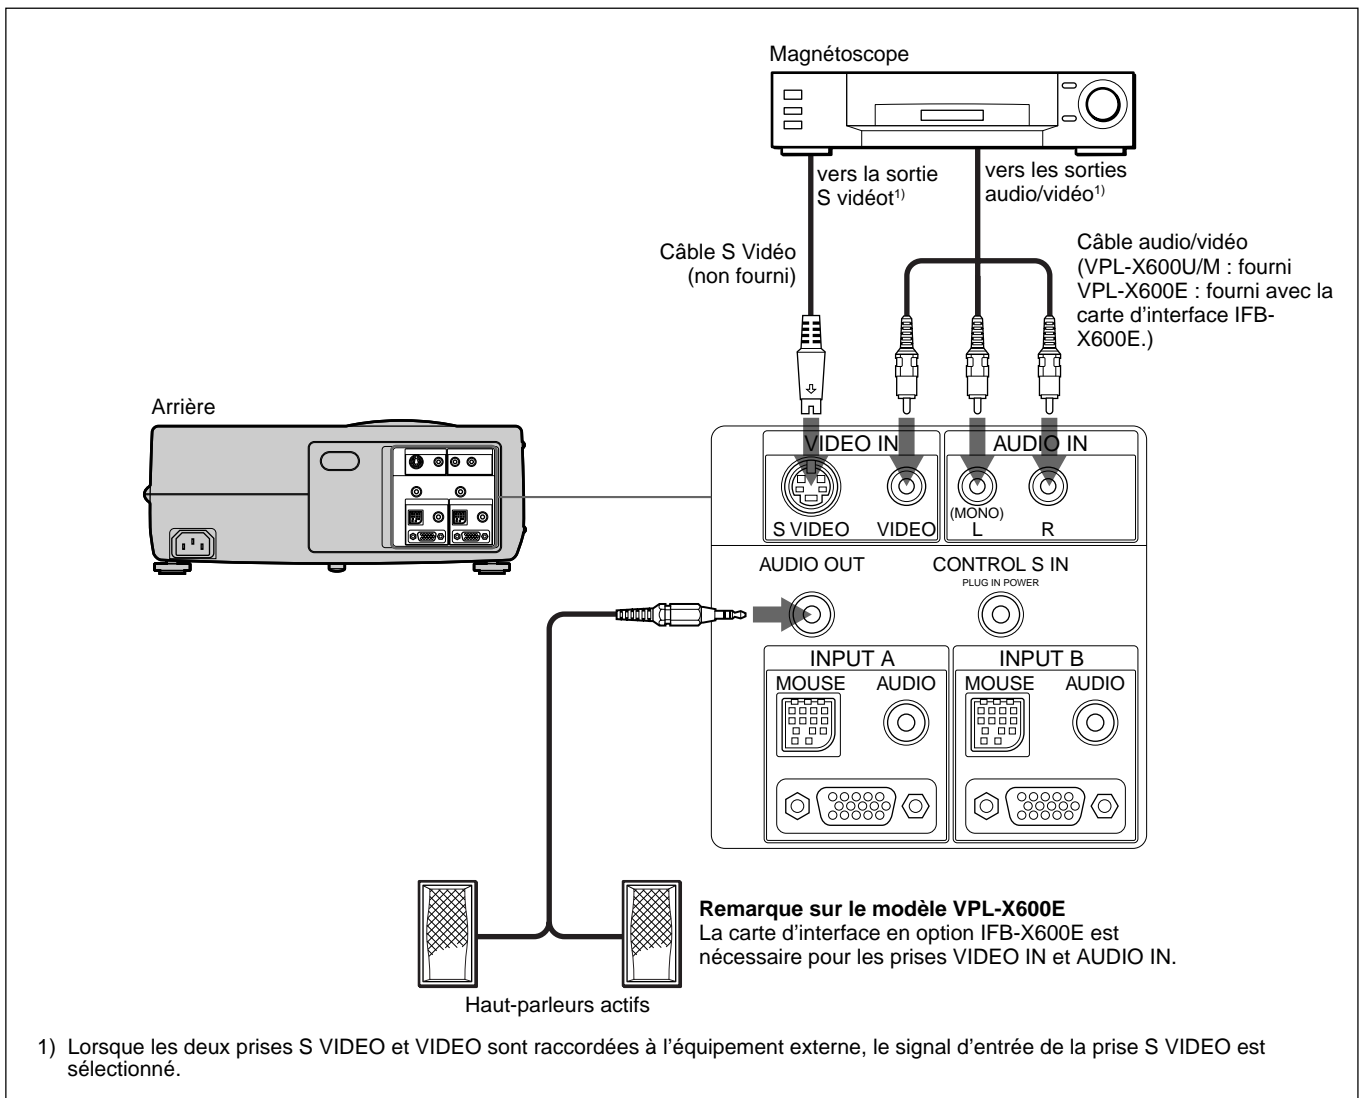 Magnétoscope
vers la sortie
S vidéot1)
vers les sorties
audio/vidéo1)
Câble S Vidéo
(non fourni)
Câble audio/vidéo
(VPL-X600U/M : fourni
VPL-X600E : fourni avec la
carte d’interface IFB-
X600E.)
Arrière
VIDEO IN
AUDIO IN
S VIDEO
VIDEO
(MONO)
L
R
AUDIO OUT
CONTROL S IN
PLUG IN POWER
INPUT A
INPUT B
MOUSE
AUDIO
MOUSE
AUDIO
Remarque sur le modèle VPL-X600E
La carte d’interface en option IFB-X600E est
nécessaire pour les prises VIDEO IN et AUDIO IN.
Haut-parleurs actifs
1) Lorsque les deux prises S VIDEO et VIDEO sont raccordées à l’équipement externe, le signal d’entrée de la prise S VIDEO est
sélectionné.